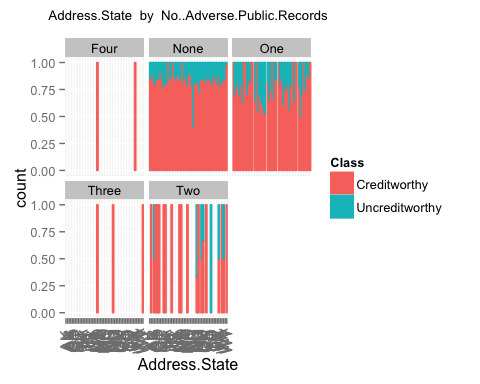 Address.State by No..Adverse.Public.Records
Four
None
One
1.00
0.75
0.50
0.25
0.00
Three
Two
1.00
0.75
0.50
0.25
0.00
count
Address.State
Class
Creditworthy
Uncreditworthy